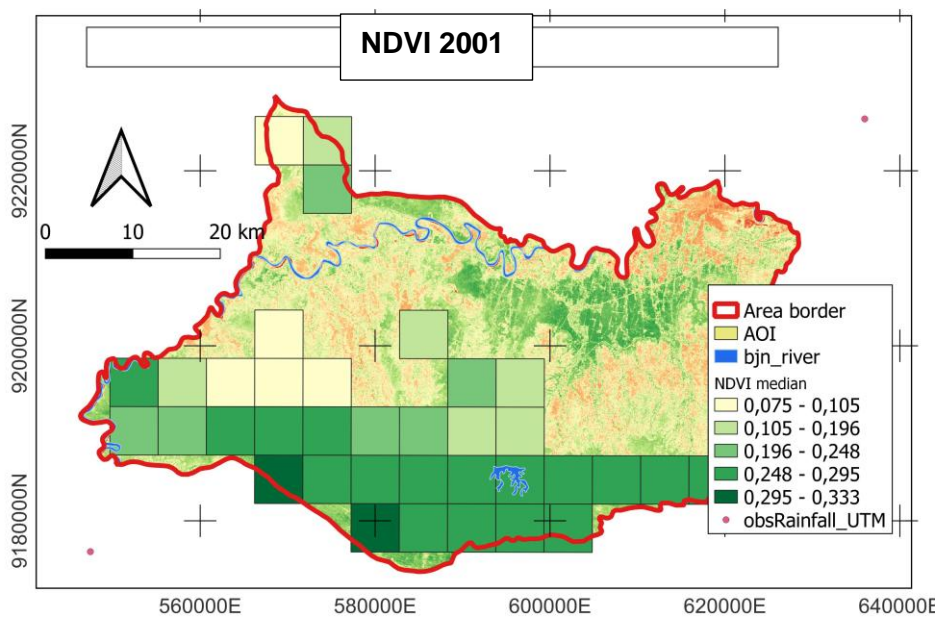 NDVI 2001
9220000N
9200000N
9180000N
0 10 20 km
Area border
AOI
bjn_river
NDVI median
0,075 - 0,105
0,105 - 0,196
0,196 - 0,248
0,248 - 0,295
0,295 - 0,333
obsRainfall_UTM
560000E 580000E 600000E 620000E 640000E